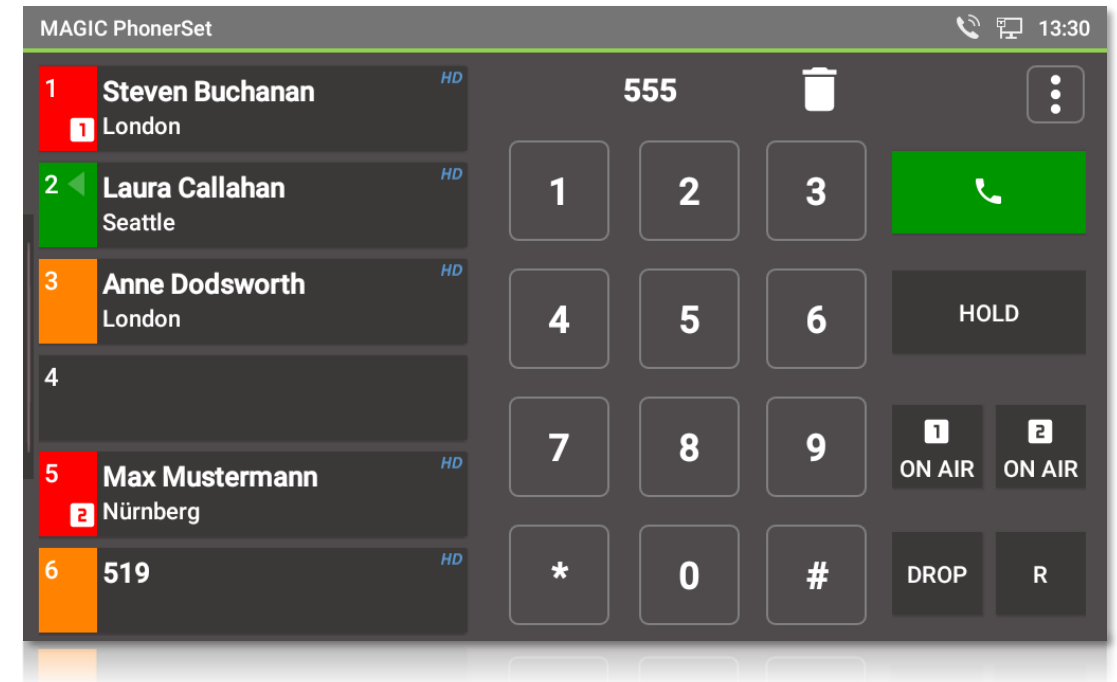 MAGIC PhonerSet
13:30
1 Steven Buchanan HD
1 London
2 Laura Callahan HD
Seattle
3 Anne Dodsworth HD
London
4
5 Max Mustermann HD
2 Nürnberg
6 519 HD
555
1 2 3
4 5 6
HOLD
7 8 9
1 2
ON AIR ON AIR
* 0 #
DROP R